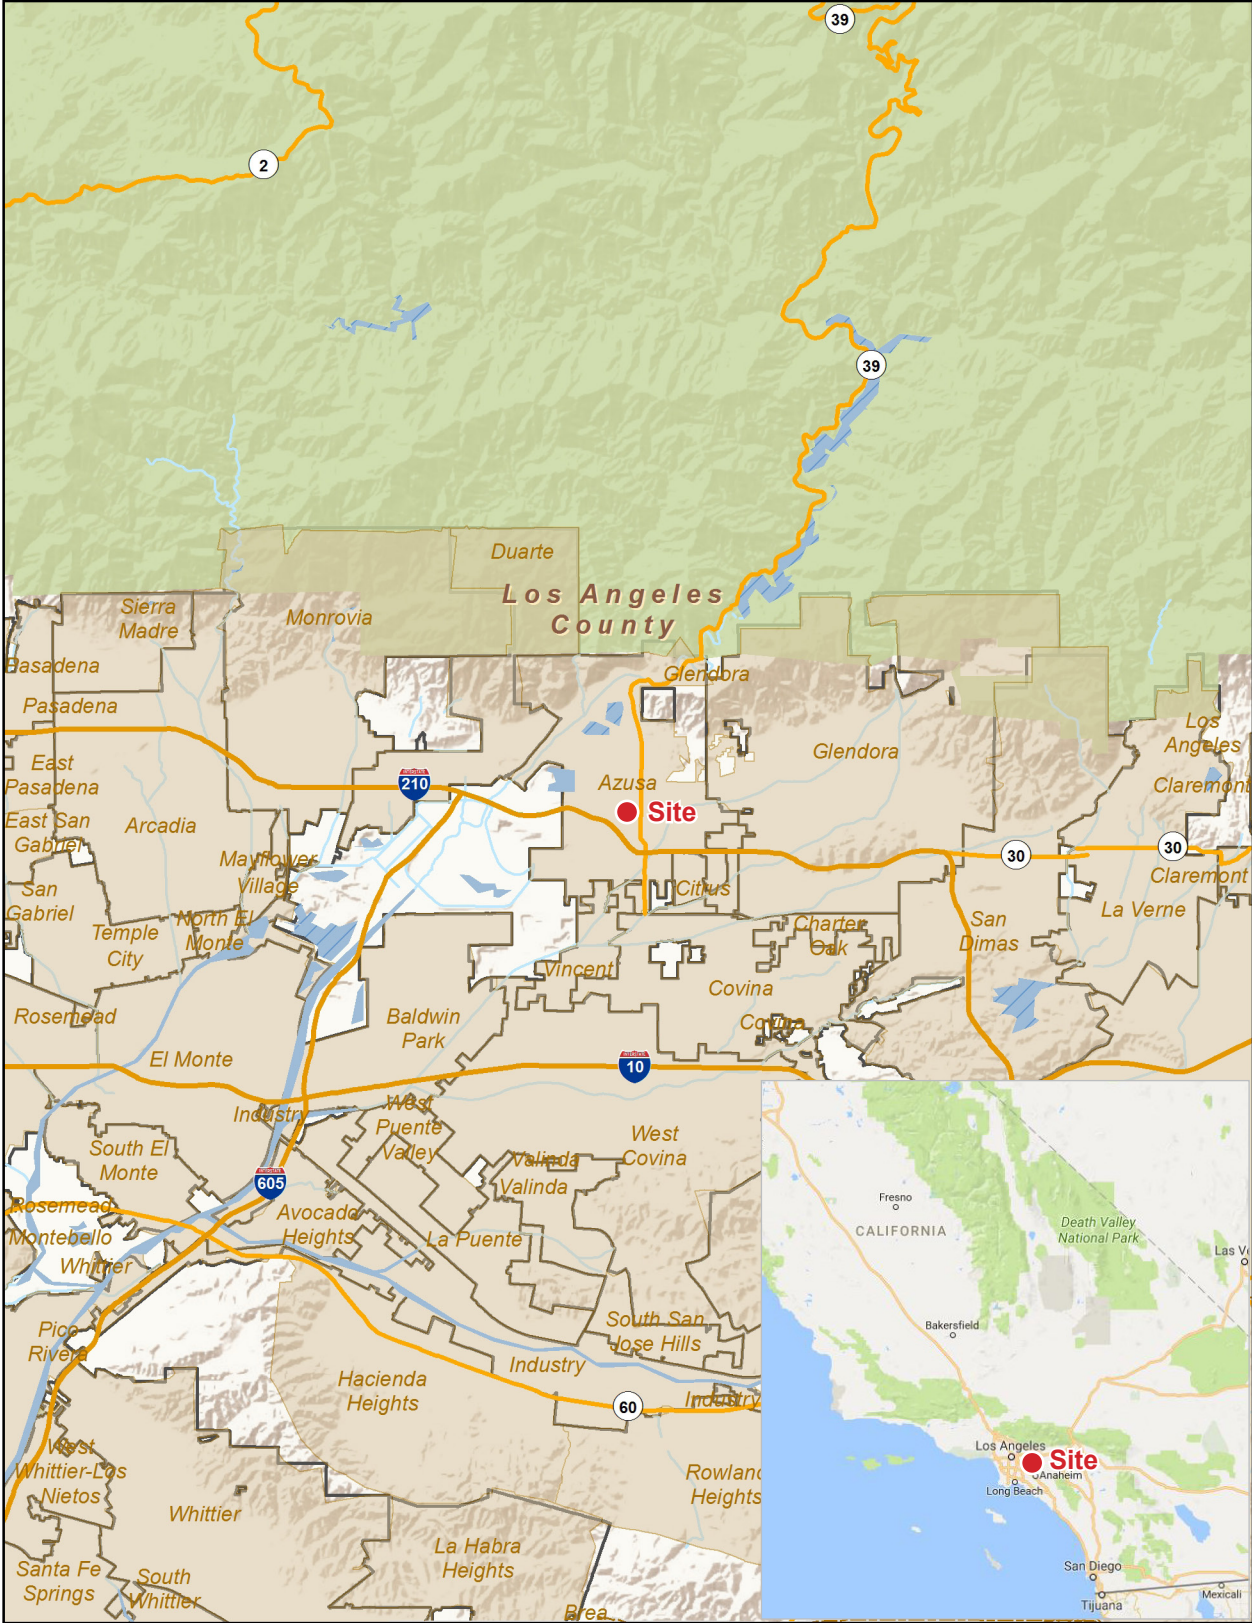 39
2
39
Duarte
Los Angeles
County
Sierra
Madre
Monrovia
Pasadena
Glendora
Pasadena
Los
Angeles
East
Pasadena
Glendora
Azusa
INTERSTATE
210
Claremont
Site
East San
Gabriel
Arcadia
30
30
Mayflower
Village
Citrus
Claremont
San
Gabriel
La Verne
North El
Monte
Temple
City
Charter
Oak
San
Dimas
Vincent
Covina
Rosemead
Baldwin
Park
Covina
El Monte
INTERSTATE
10
Industry
West
Puente
Valley
South El
Monte
West
Covina
Valinda
Valinda
INTERSTATE
605
Rosemead
Avocado
Heights
Montebello
La Puente
Whittier
Pico
Rivera
South San
Jose Hills
Industry
Hacienda
Heights
Industry
60
West
Whittier-Los
Nietos
Rowland
Heights
Whittier
La Habra
Heights
Santa Fe
Springs
South
Whittier
Brea
Fresno
CALIFORNIA
Death Valley
National Park
Las Ve
Bakersfield
Los Angeles
Site
Anaheim
Long Beach
San Diego
Tijuana
Mexicali